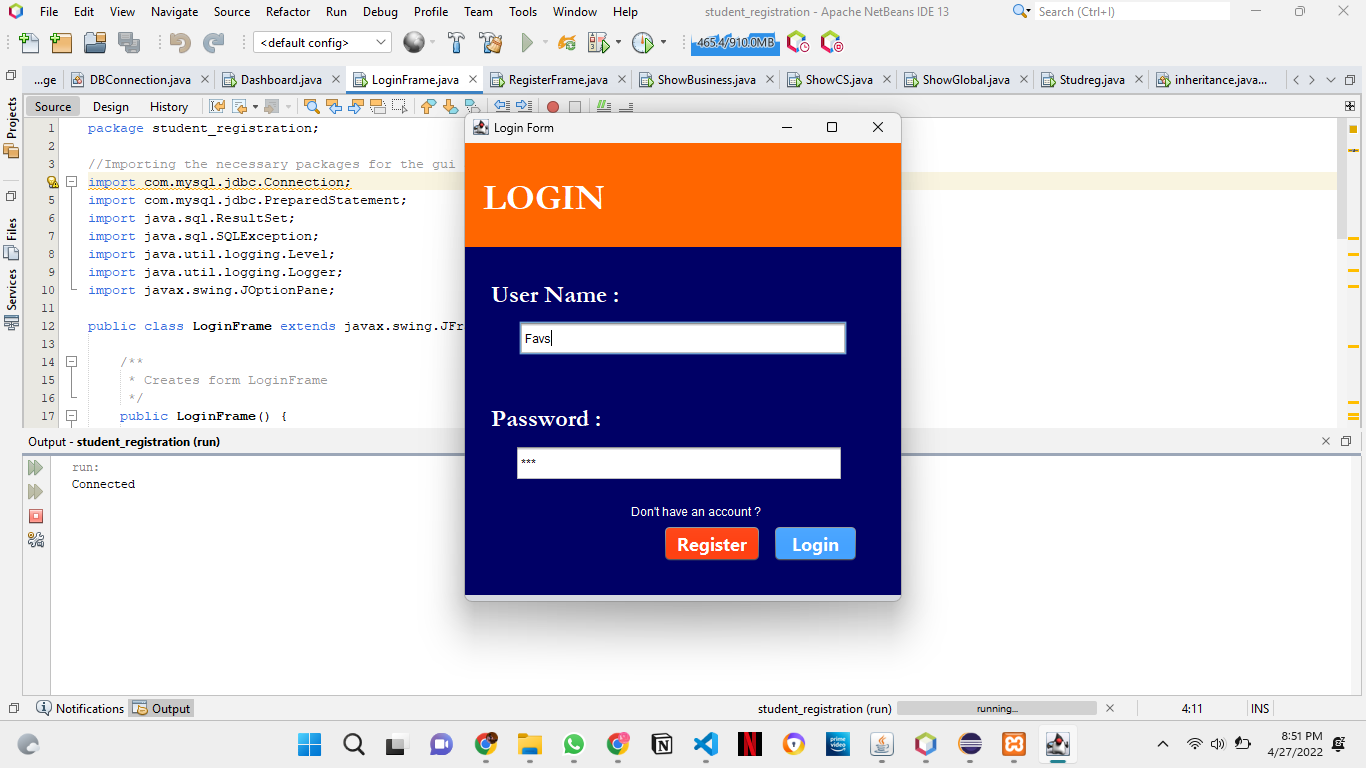 File Edit View Navigate Source Refactor Run Debug Profile Team Tools Window Help
student_registration - Apache NetBeans IDE 13
Search (Ctrl+I)
<default config>
465.4/910.0MB
...ge
DBConnection.java
Dashboard.java
LoginFrame.java
RegisterFrame.java
ShowBusiness.java
ShowCS.java
ShowGlobal.java
Studreg.java
inheritance.java...
Source Design History
Projects
Files
Services
1 package student_registration;
2
3 //Importing the necessary packages for the gui
import com.mysql.jdbc.Connection;
5 import com.mysql.jdbc.PreparedStatement;
6 import java.sql.ResultSet;
7 import java.sql.SQLException;
8 import java.util.logging.Level;
9 import java.util.logging.Logger;
10 import javax.swing.JOptionPane;
11
12 public class LoginFrame extends javax.swing.JFr
13
14 /**
15 * Creates form LoginFrame
16 */
17 public LoginFrame() {
Login Form
LOGIN
User Name :
Favs
Password :
***
Don't have an account ?
Register Login
Output - student_registration (run)
run:
Connected
Notifications Output
student_registration (run)
running...
4:11
INS
prime video
8:51 PM
4/27/2022